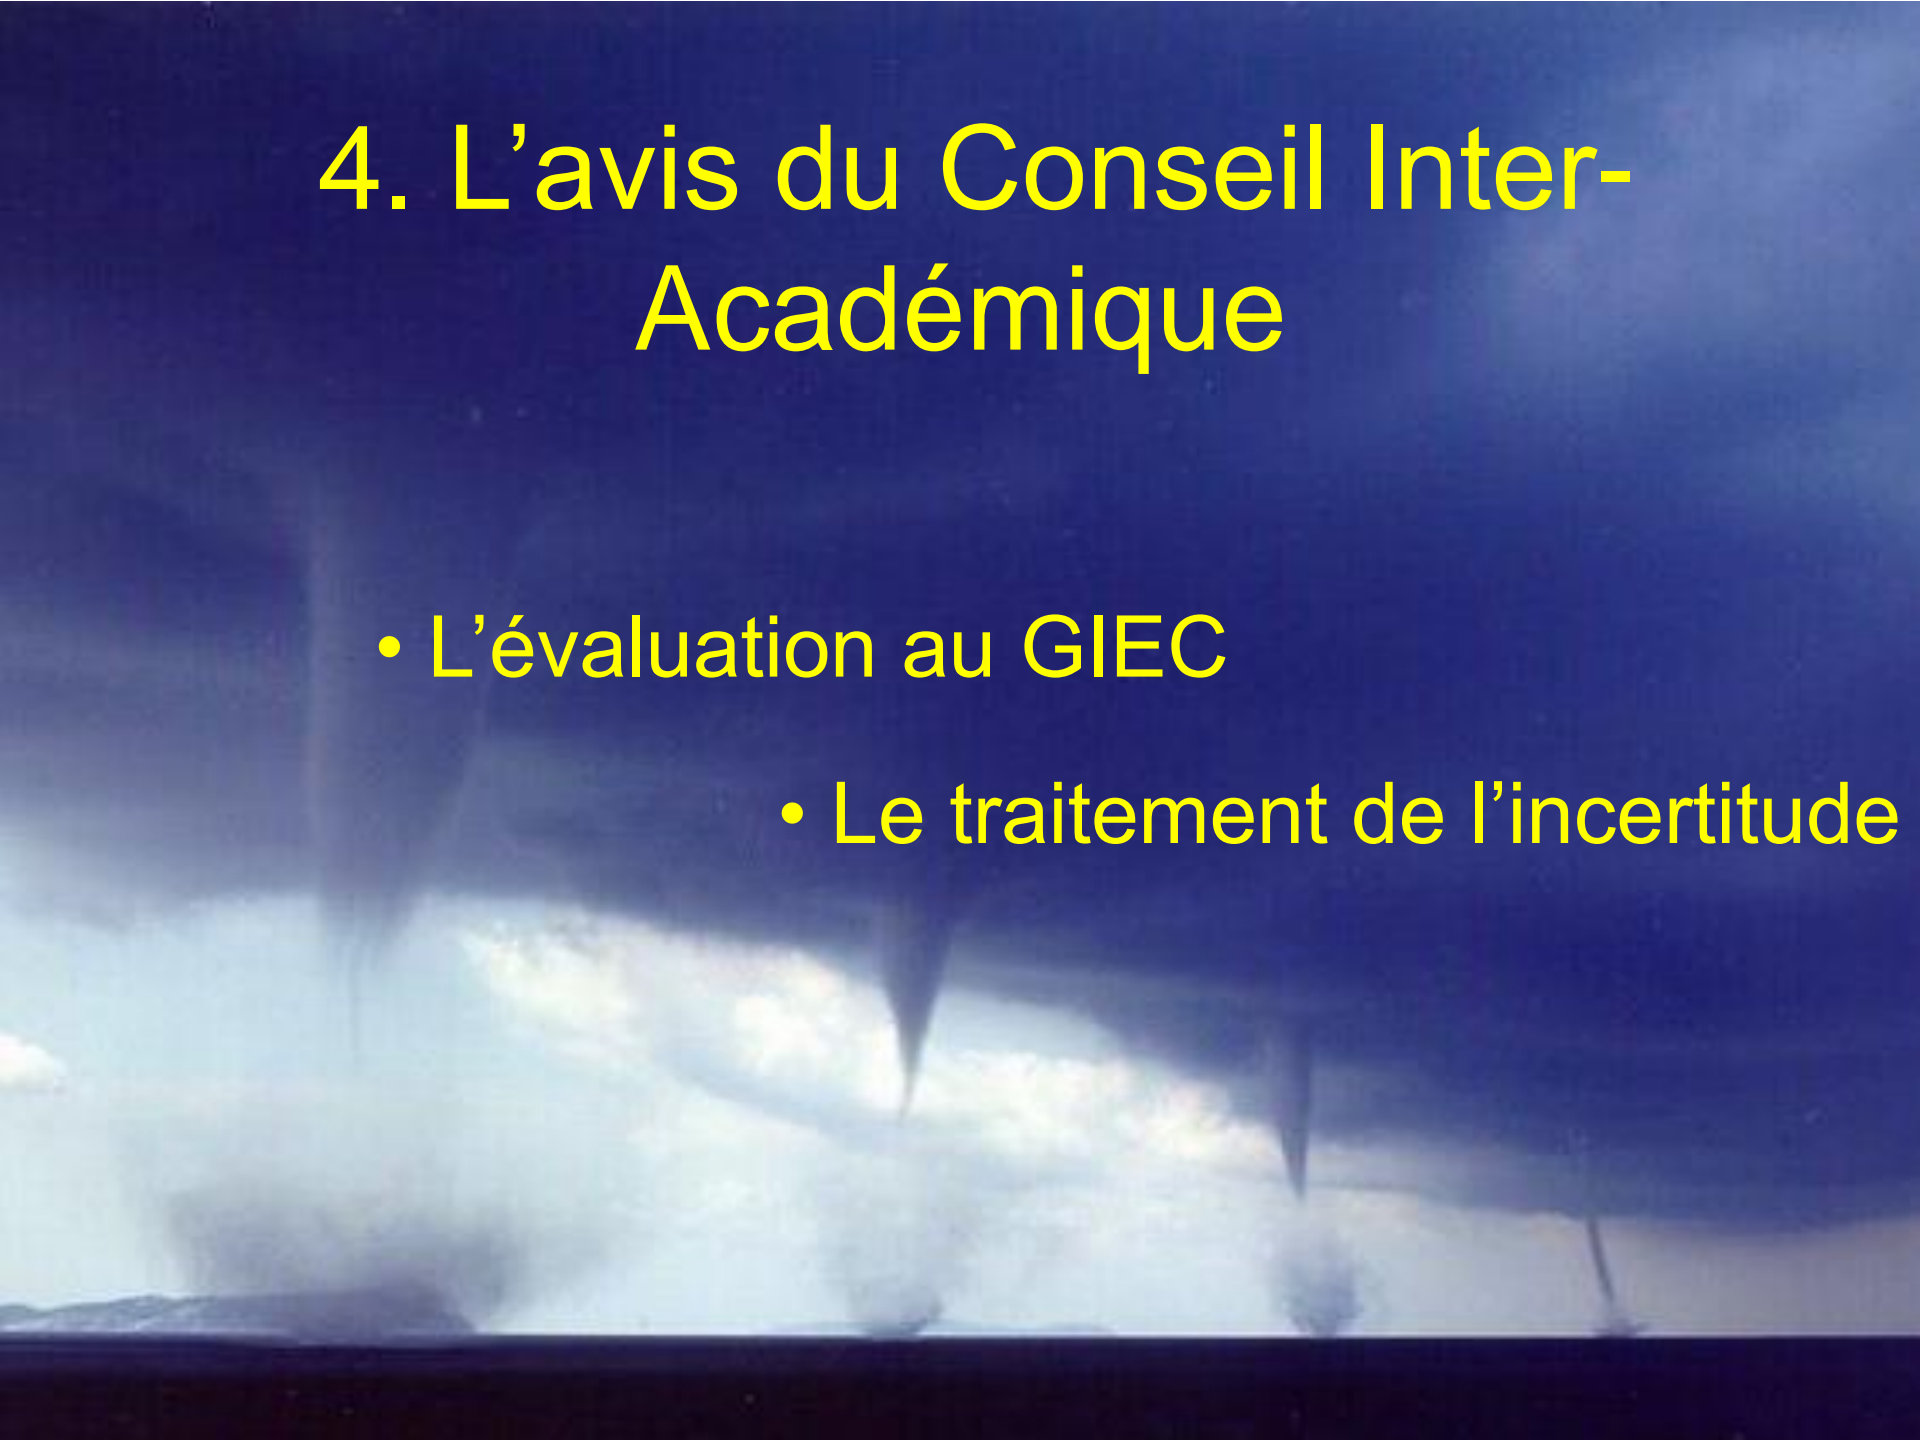 4. L’avis du Conseil Inter-
Académique
• L’évaluation au GIEC
• Le traitement de l’incertitude